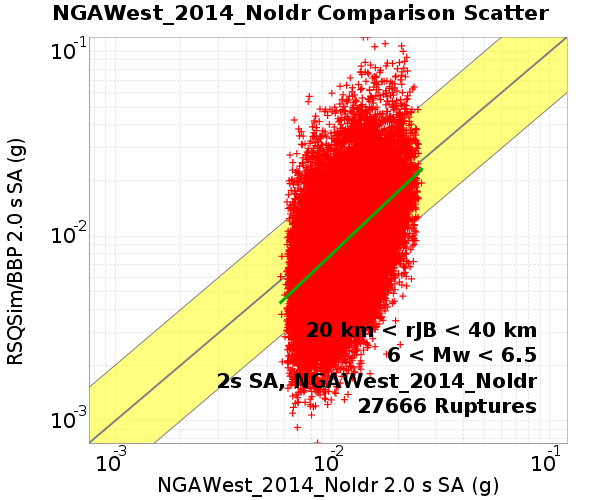 NGAWest_2014_NoIdr Comparison Scatter
RSQSim/BBP 2.0 s SA (g)
10-1
10-2
10-3
20 km < rJB < 40 km
6 < Mw < 6.5
2s SA, NGAWest_2014_NoIdr
27666 Ruptures
10-3 10-2 10-1
NGAWest_2014_NoIdr 2.0 s SA (g)